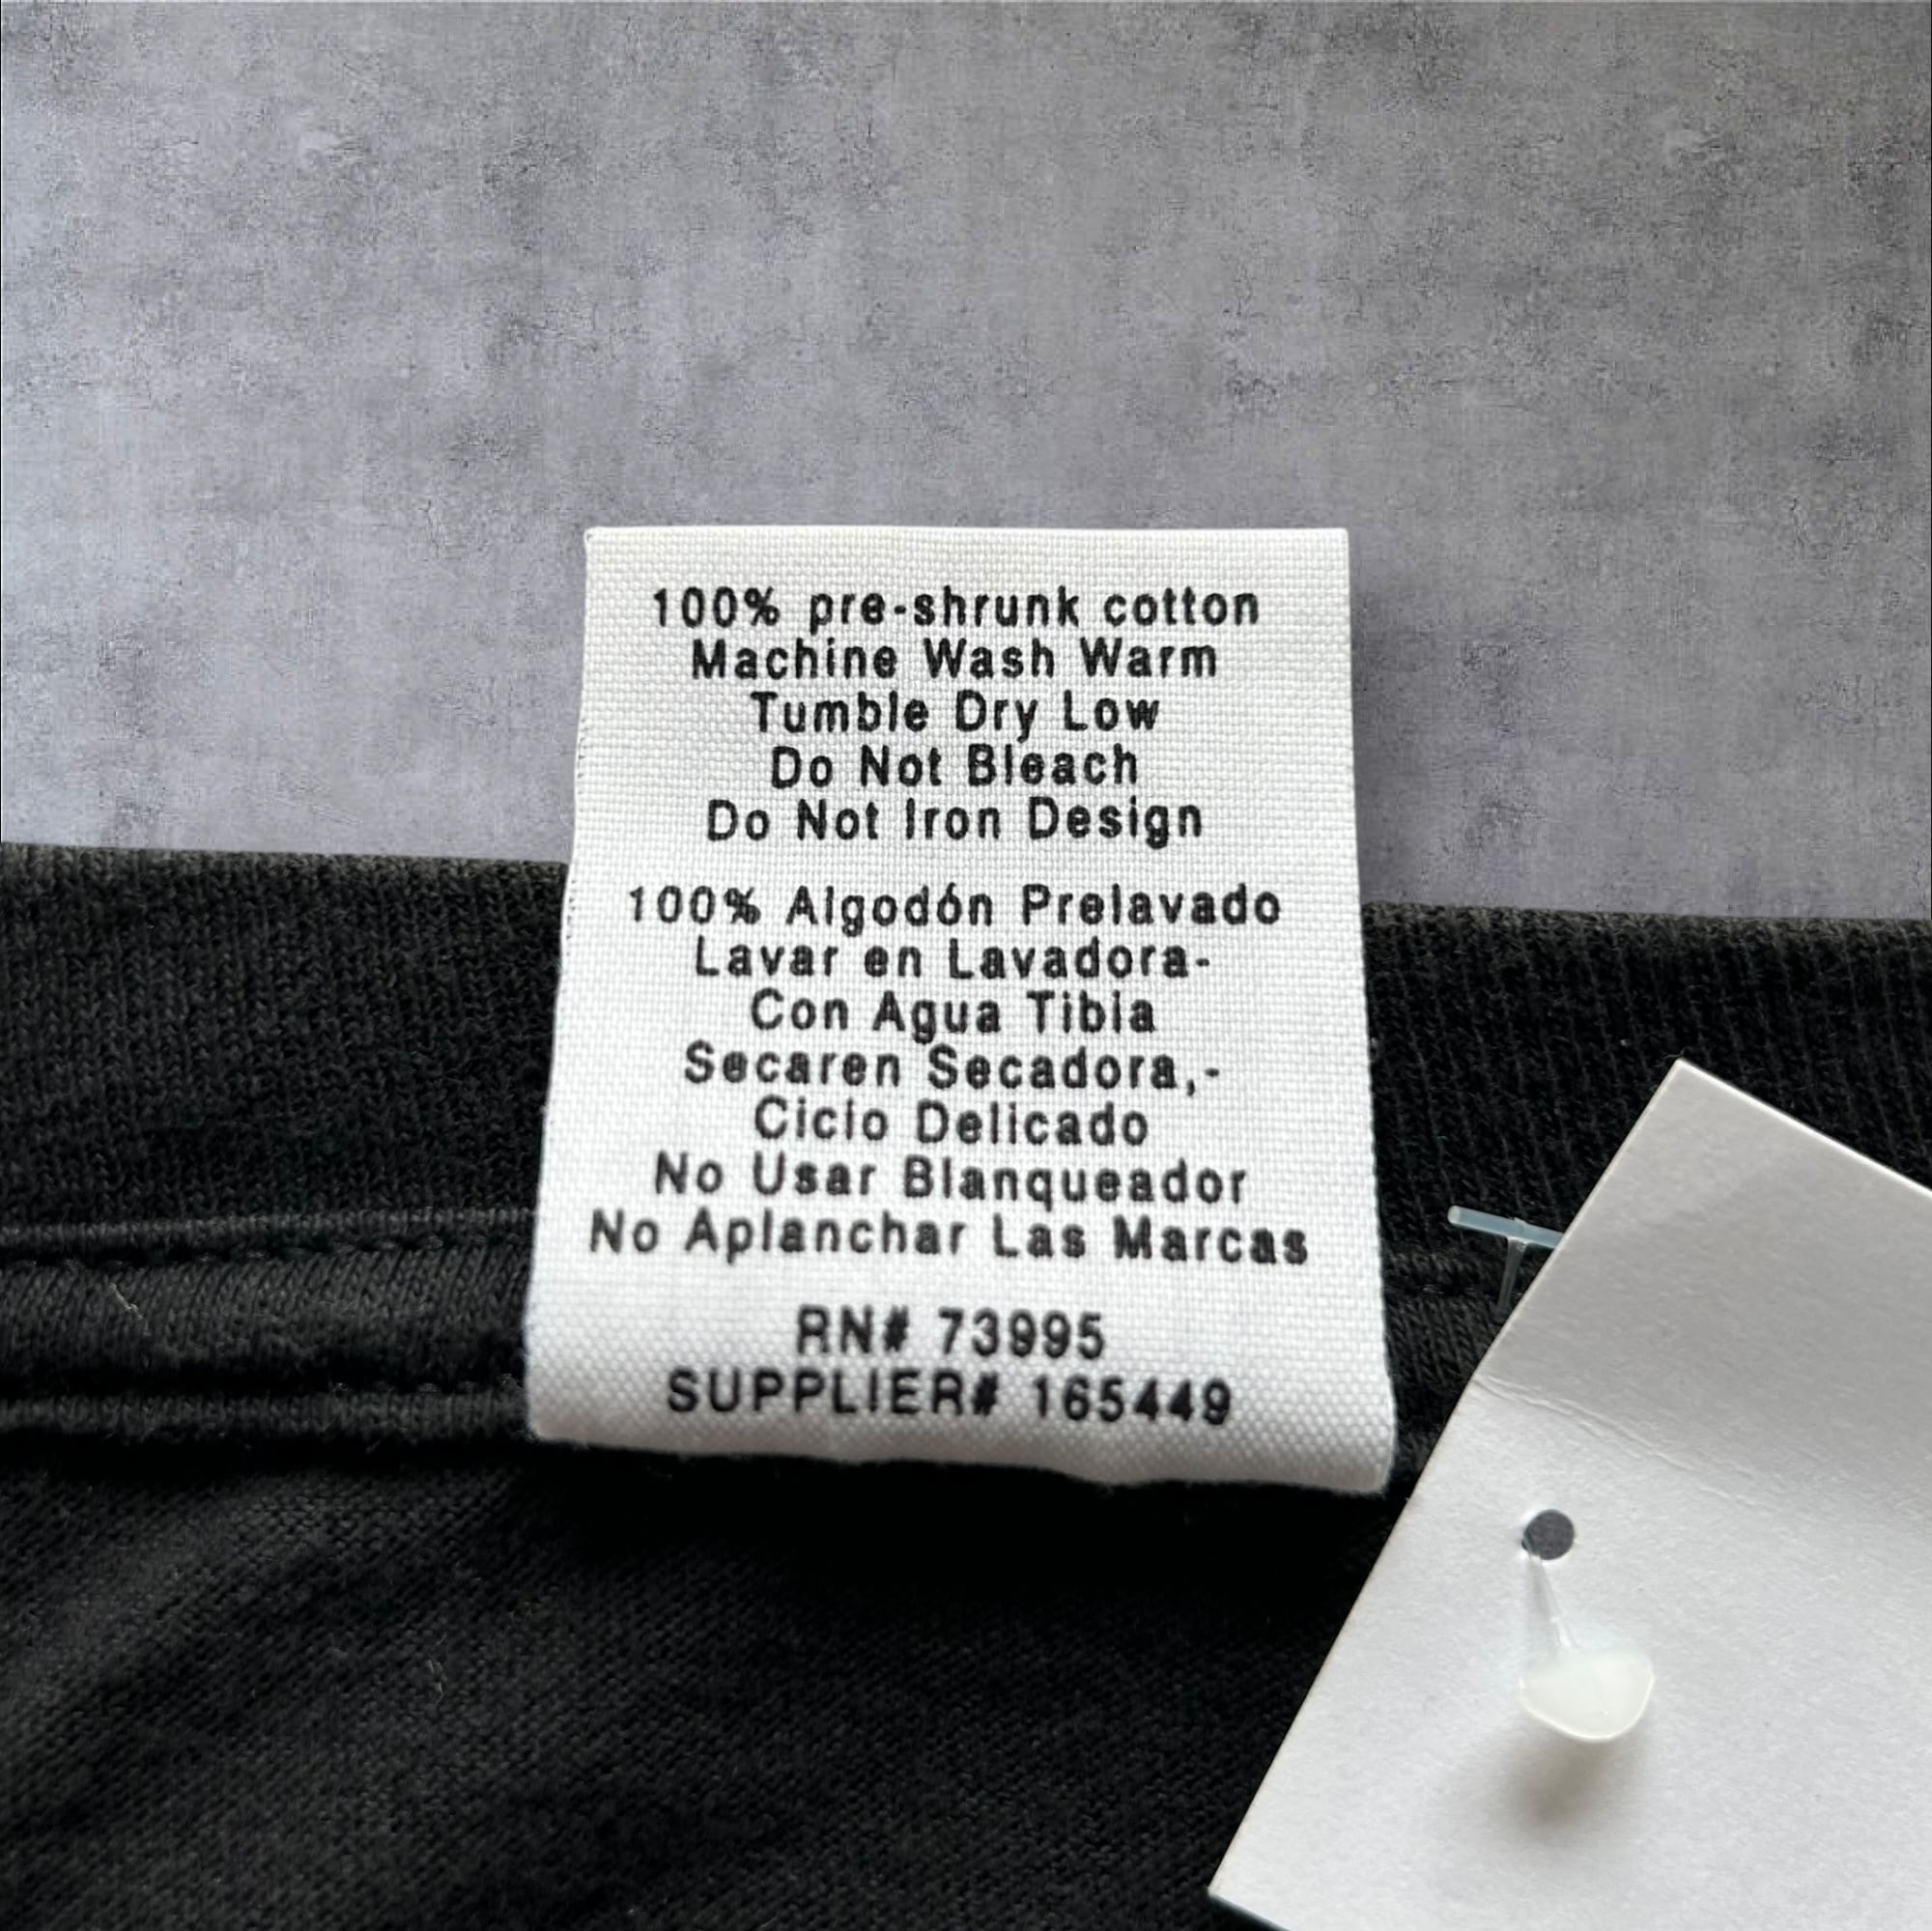 100% pre-shrunk cotton
Machine Wash Warm
Tumble Dry Low
Do Not Bleach
Do Not Iron Design
100% Algodón Prelavado
Lavar en Lavadora-
Con Agua Tibia
Secaren Secadora,-
Ciclo Delicado
No Usar Blanqueador
No Aplanchar Las Marcas
RN# 73995
SUPPLIER# 165449